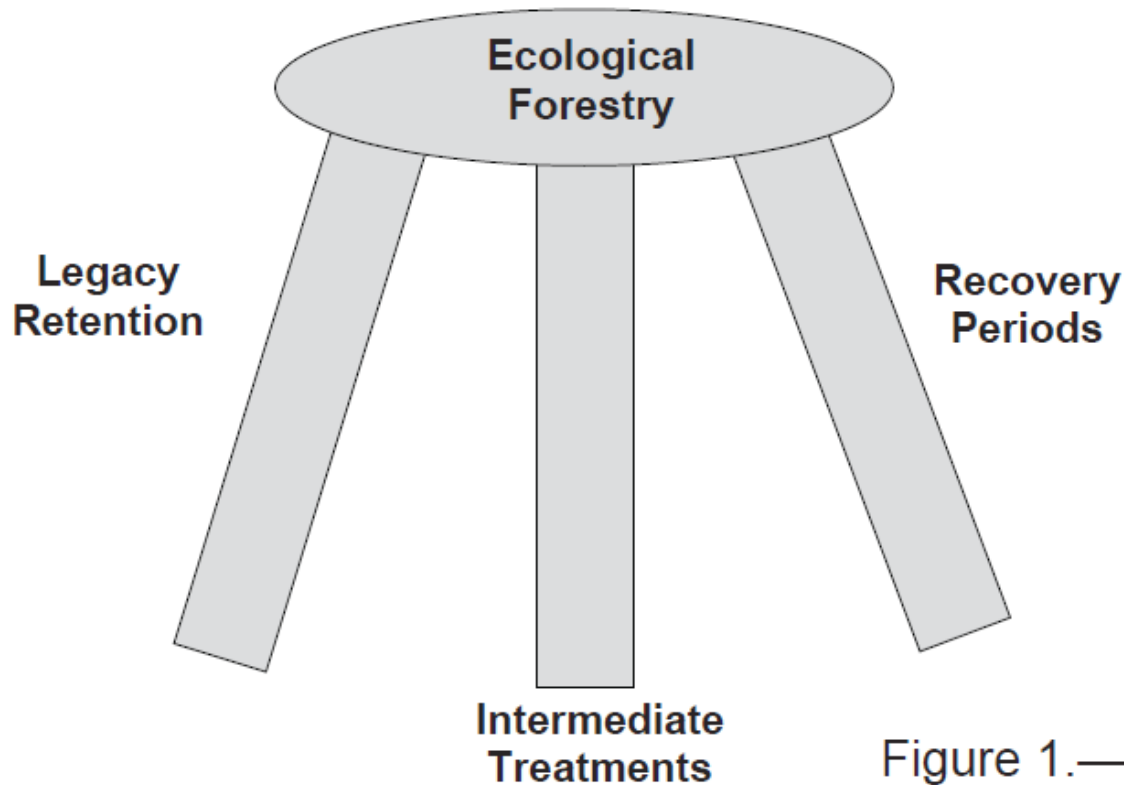 Ecological
Forestry
Legacy
Retention
Recovery
Periods
Intermediate
Treatments
Figure 1.—